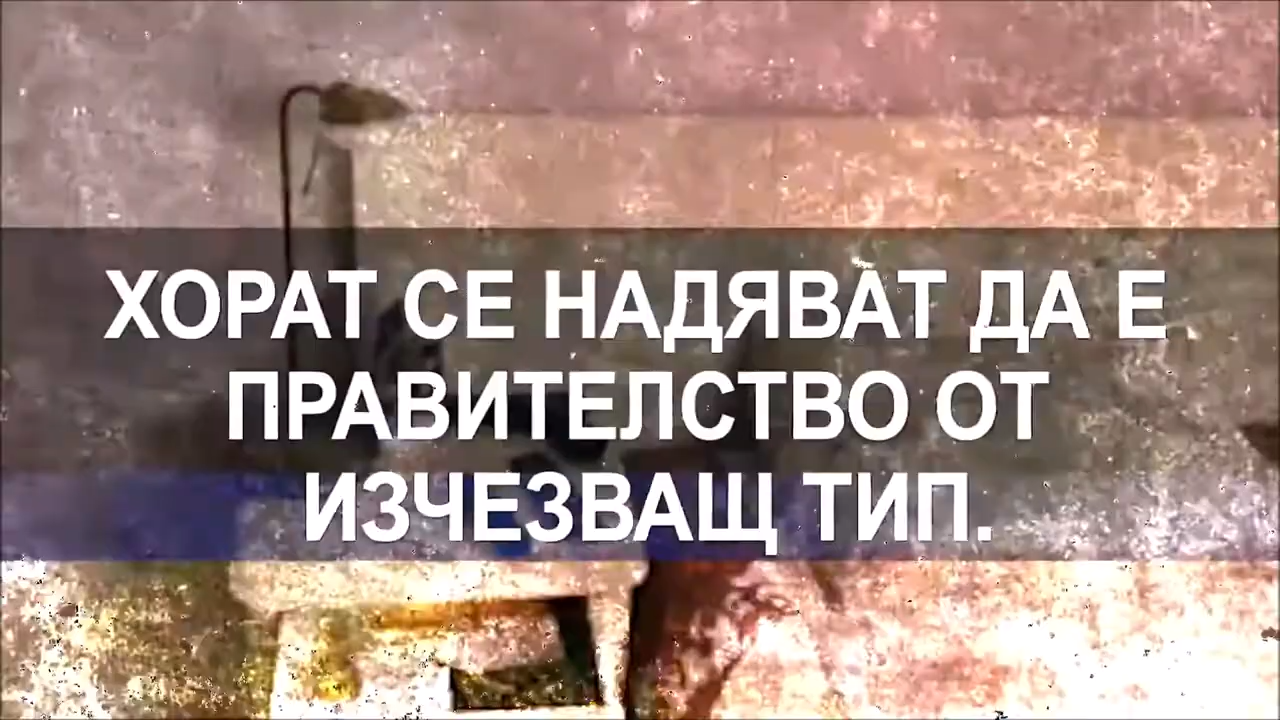 ХОРАТ СЕ НАДЯВАТ ДА Е
ПРАВИТЕЛСТВО ОТ
ИЗЧЕЗВАЩ ТИП.